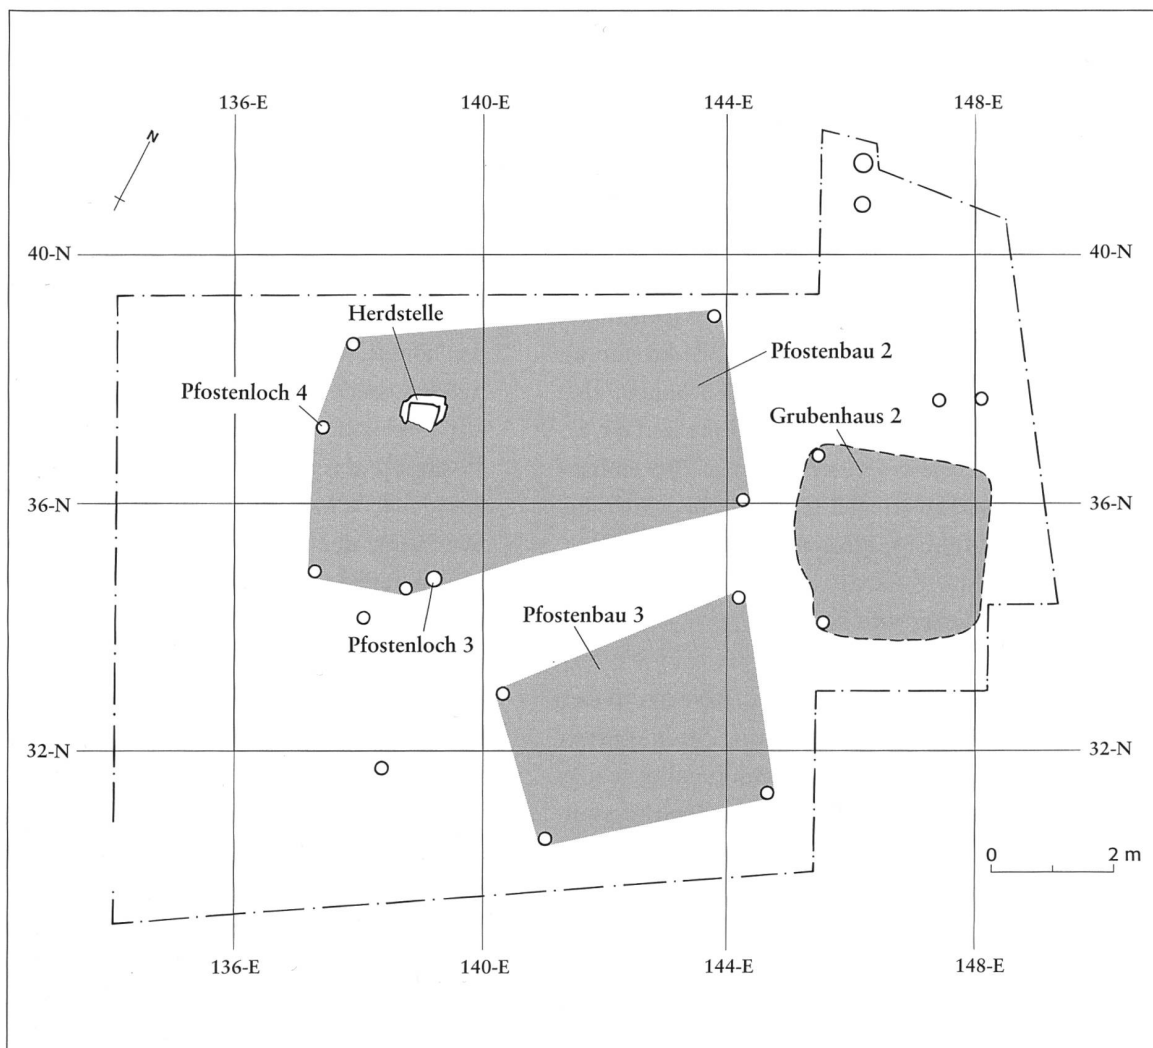 136-E 140-E 144-E 148-E
N
40-N 40-N
Herdstelle
Pfostenbau 2
Pfostenloch 4
Grubenhaus 2
36-N 36-N
Pfostenbau 3
Pfostenloch 3
32-N 32-N
0 2 m
136-E 140-E 144-E 148-E